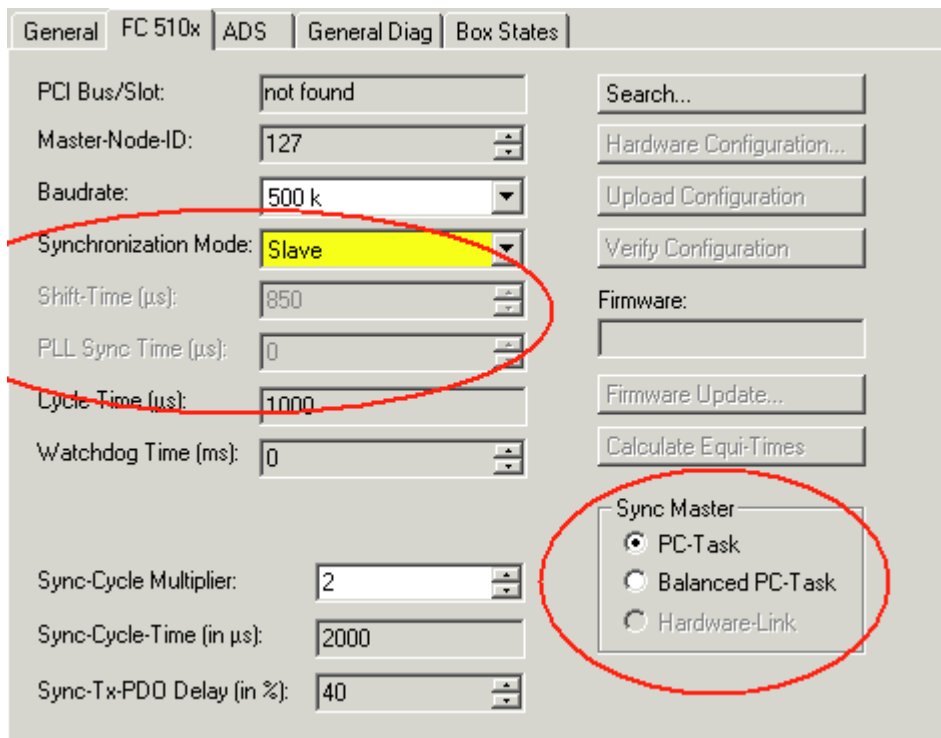 General FC 510x ADS General Diag Box States
PCI Bus/Slot: not found Search...
Master-Node-ID: 127 Hardware Configuration...
Baudrate: 500 k Upload Configuration
Synchronization Mode: Slave Verify Configuration
Shift-Time (µs): 850 Firmware:
PLL Sync Time (µs): 0
Cycle-Time (µs): 1000 Firmware Update...
Watchdog Time (ms): 0 Calculate Equi-Times
Sync Master
PC-Task
Sync-Cycle Multiplier: 2 Balanced PC-Task
Sync-Cycle-Time (in µs): 2000 Hardware-Link
Sync-Tx-PDO Delay (in %): 40